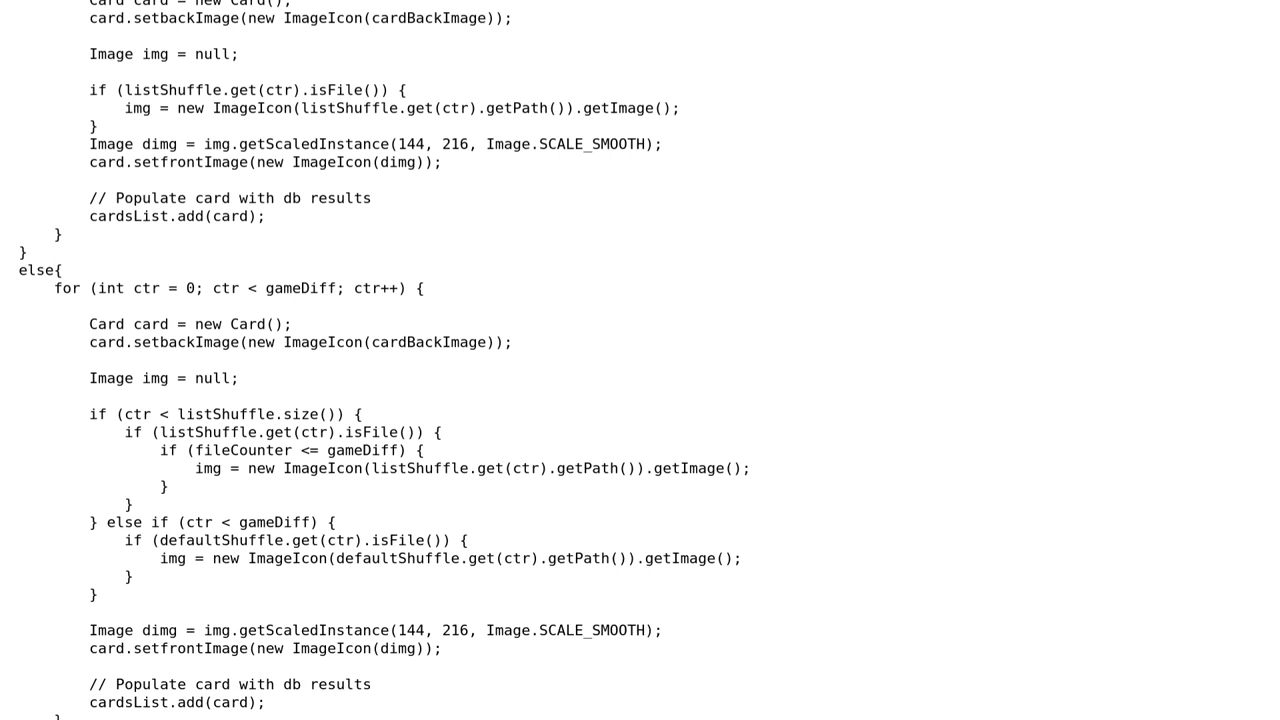 Card card = new Card();
card.setbackImage(new ImageIcon(cardBackImage));
Image img = null;
if (listShuffle.get(ctr).isFile()) {
img = new ImageIcon(listShuffle.get(ctr).getPath()).getImage();
}
Image dimg = img.getScaledInstance(144, 216, Image.SCALE_SMOOTH);
card.setfrontImage(new ImageIcon(dimg));
// Populate card with db results
cardsList.add(card);
}
}
else{
for (int ctr = 0; ctr < gameDiff; ctr++) {
Card card = new Card();
card.setbackImage(new ImageIcon(cardBackImage));
Image img = null;
if (ctr < listShuffle.size()) {
if (listShuffle.get(ctr).isFile()) {
if (fileCounter <= gameDiff) {
img = new ImageIcon(listShuffle.get(ctr).getPath()).getImage();
}
}
} else if (ctr < gameDiff) {
if (defaultShuffle.get(ctr).isFile()) {
img = new ImageIcon(defaultShuffle.get(ctr).getPath()).getImage();
}
}
Image dimg = img.getScaledInstance(144, 216, Image.SCALE_SMOOTH);
card.setfrontImage(new ImageIcon(dimg));
// Populate card with db results
cardsList.add(card);
}